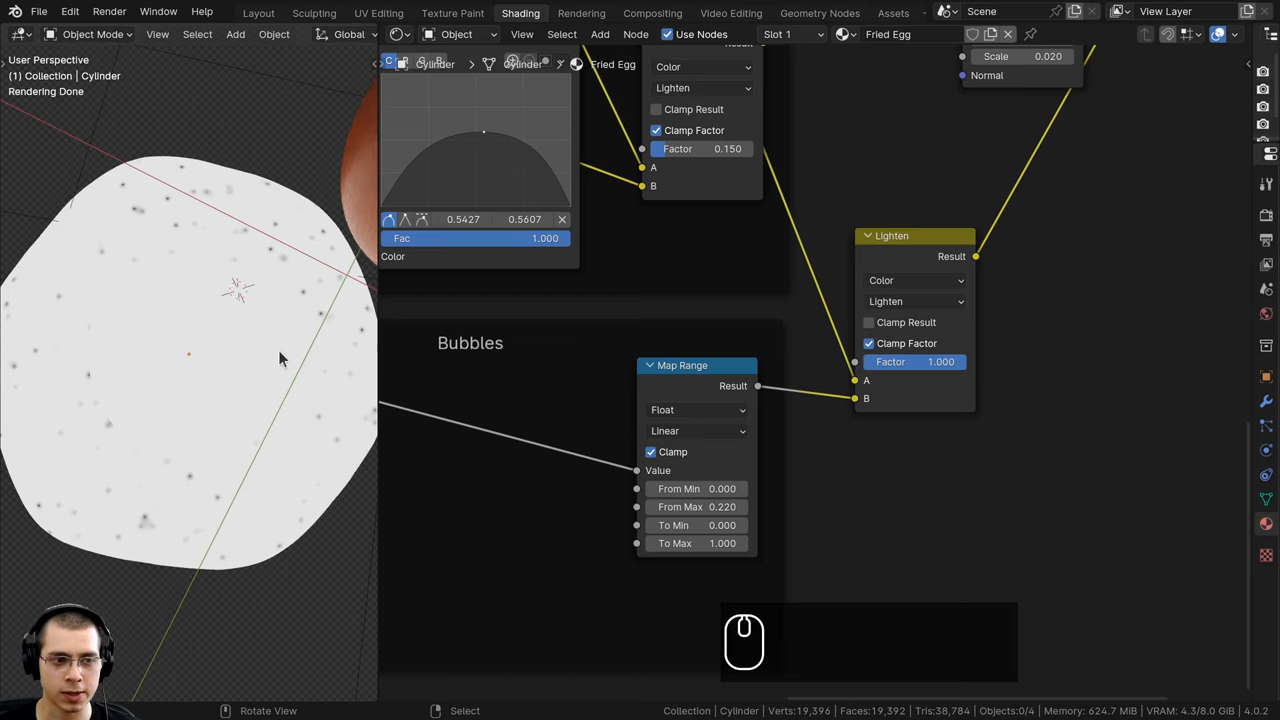 File Edit Render Window Help Layout Sculpting UV Editing Texture Paint Shading Rendering Compositing Video Editing Geometry Nodes Assets Scene View Layer
Object Mode View Select Add Object Global Object View Select Add Node Use Nodes Slot 1 Fried Egg
User Perspective
(1) Collection | Cylinder
Rendering Done
Cylinder Cylinder Fried Egg
0.5427 0.5607
Fac 1.000
Color
Color
Lighten
Clamp Result
Clamp Factor
Factor 0.150
A
B
Scale 0.020
Normal
Lighten
Result
Color
Lighten
Clamp Result
Clamp Factor
Factor 1.000
A
B
Bubbles
Map Range
Result
Float
Linear
Clamp
Value
From Min 0.000
From Max 0.220
To Min 0.000
To Max 1.000
Rotate View Select Collection | Cylinder Verts:19,396 | Faces:19,392 | Tris:38,784 | Objects:0/4 | Memory: 624.7 MiB | VRAM: 4.3/8.0 GiB | 4.0.2